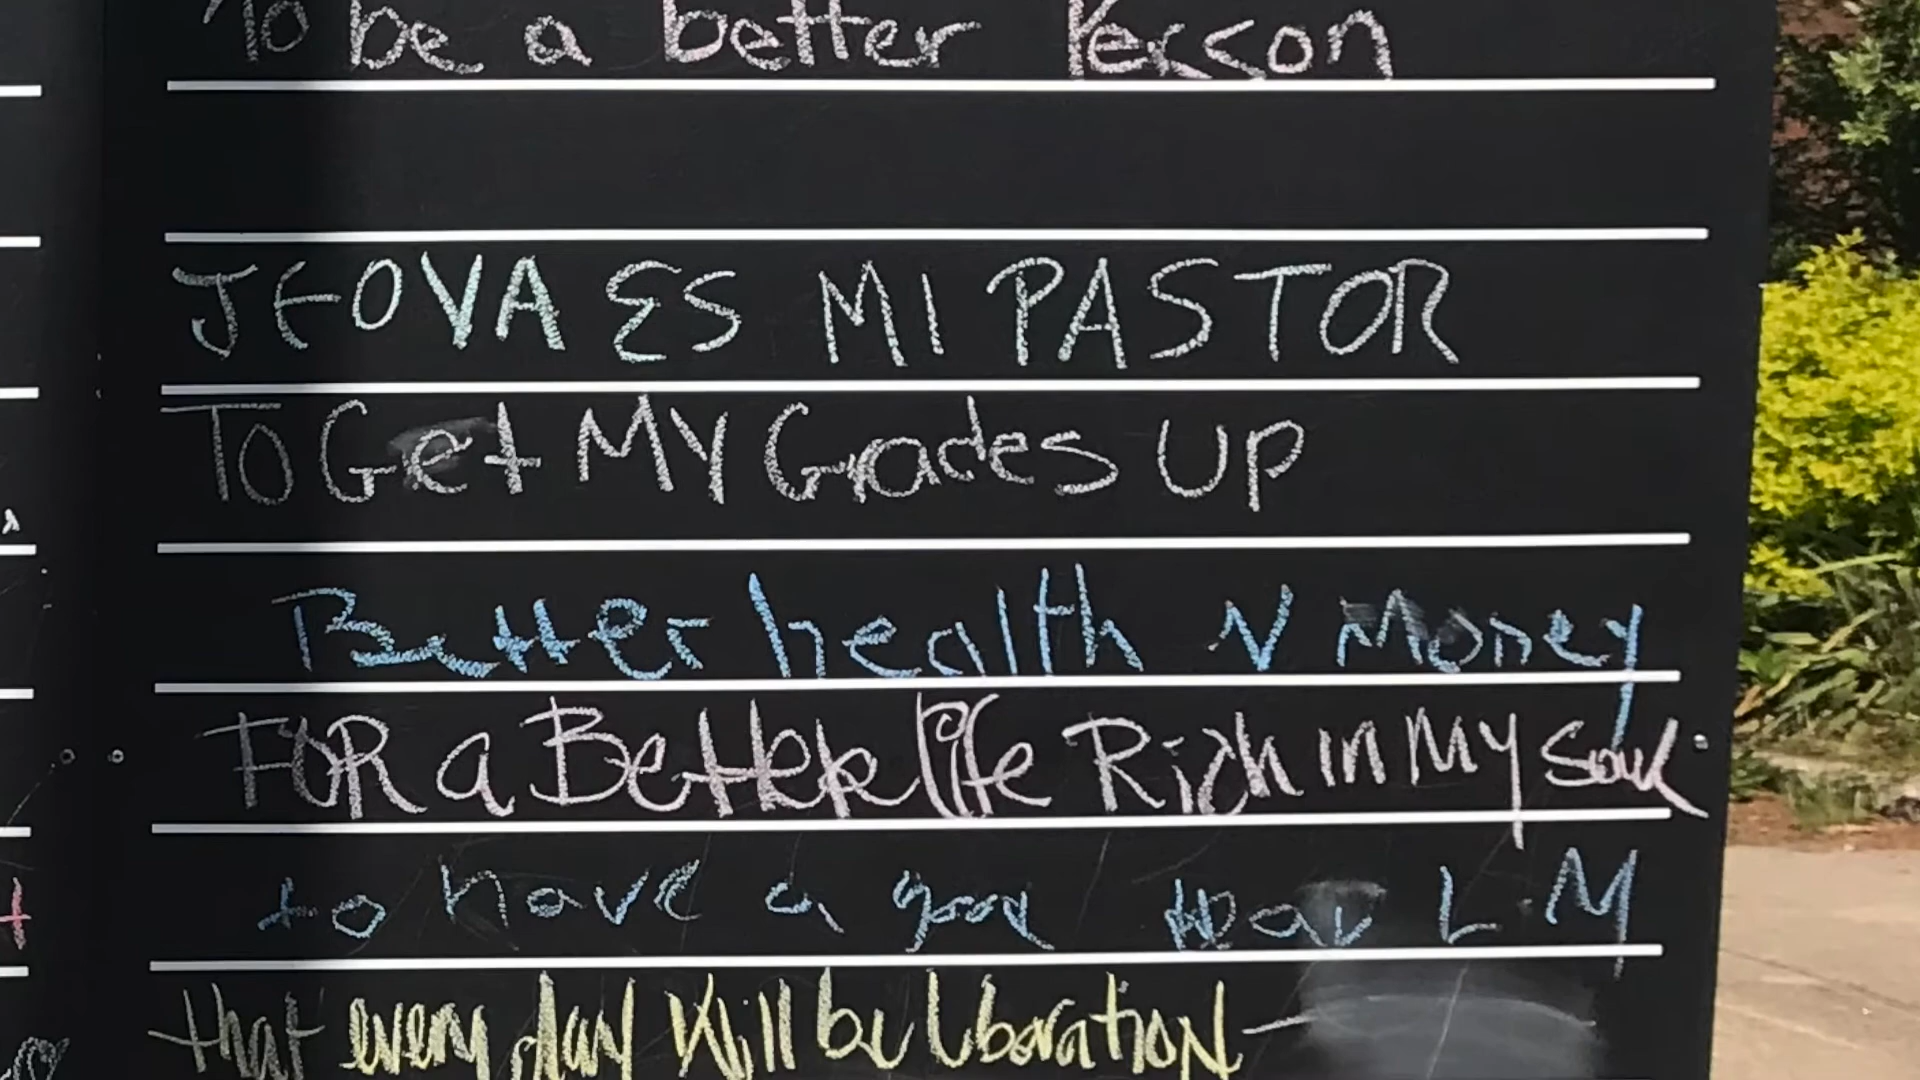 To be a better Person
JEOVA ES MI PASTOR
To Get MY Grades UP
Better health N Money
FOR a Better life Rich in My Soul
to have a good L.M
that every day will be liberation